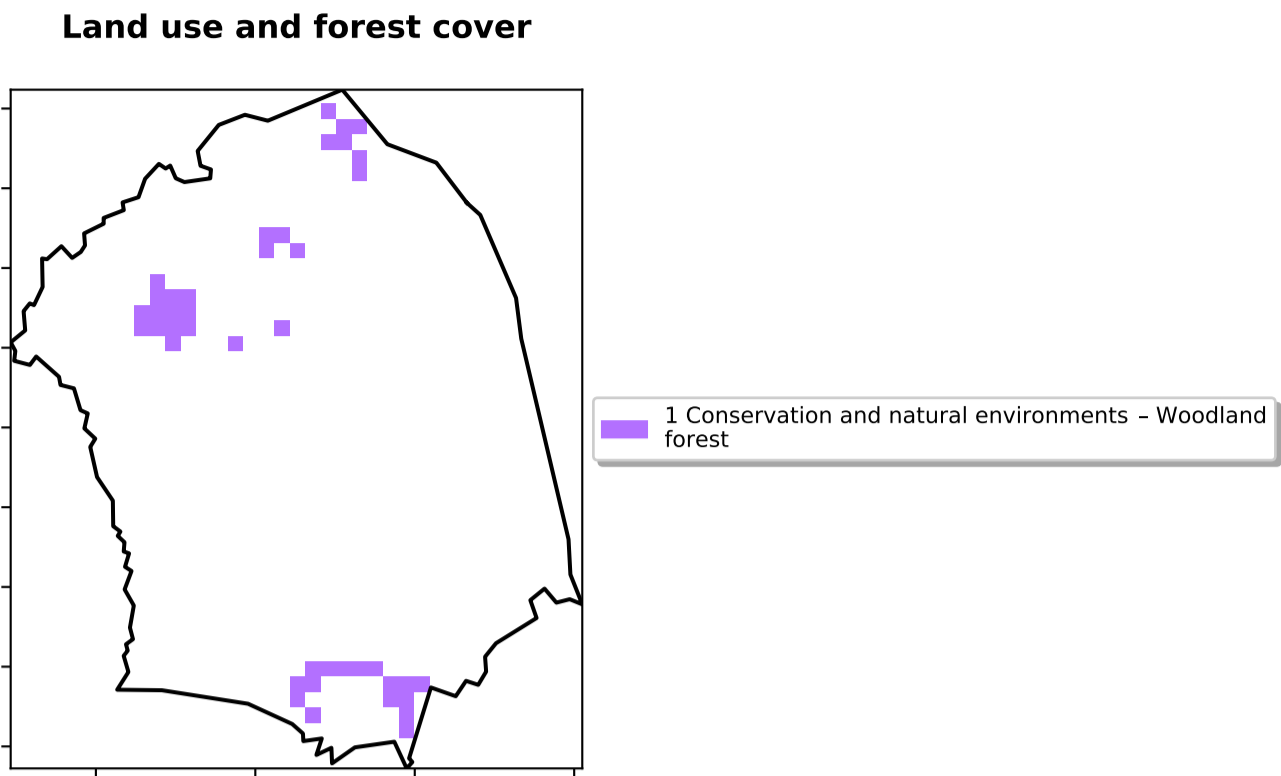 Land use and forest cover
1 Conservation and natural environments – Woodland
forest